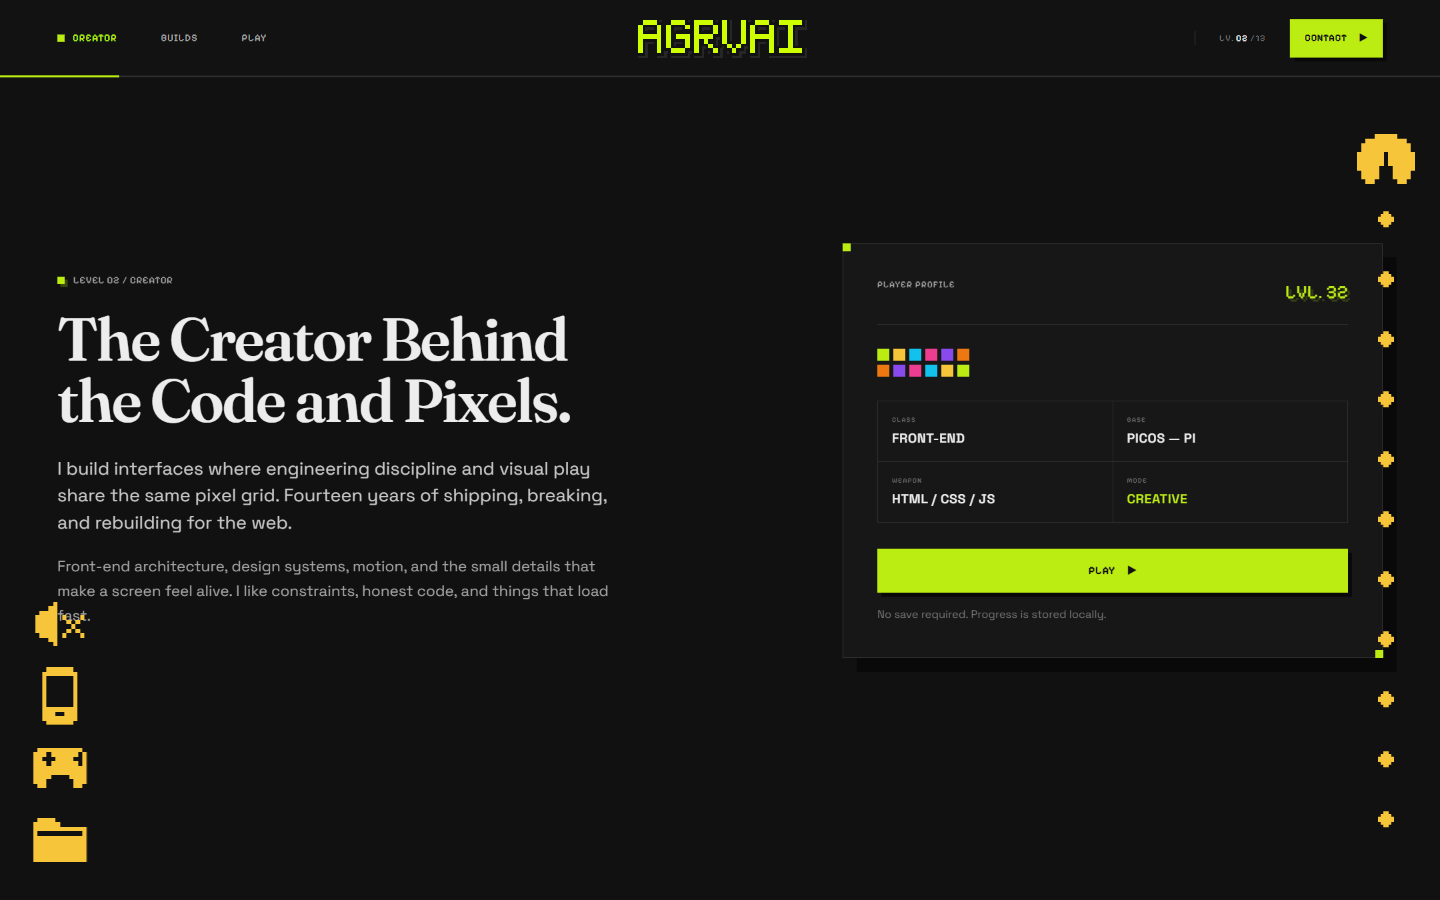 CREATOR
BUILDS
PLAY
AGRVAI
LV. 02 / 13
CONTACT
LEVEL 02 / CREATOR
The Creator Behind
the Code and Pixels.
I build interfaces where engineering discipline and visual play
share the same pixel grid. Fourteen years of shipping, breaking,
and rebuilding for the web.
Front-end architecture, design systems, motion, and the small details that
make a screen feel alive. I like constraints, honest code, and things that load
fast.
PLAYER PROFILE
LVL. 32
CLASS
FRONT-END
BASE
PICOS — PI
WEAPON
HTML / CSS / JS
MODE
CREATIVE
PLAY
No save required. Progress is stored locally.